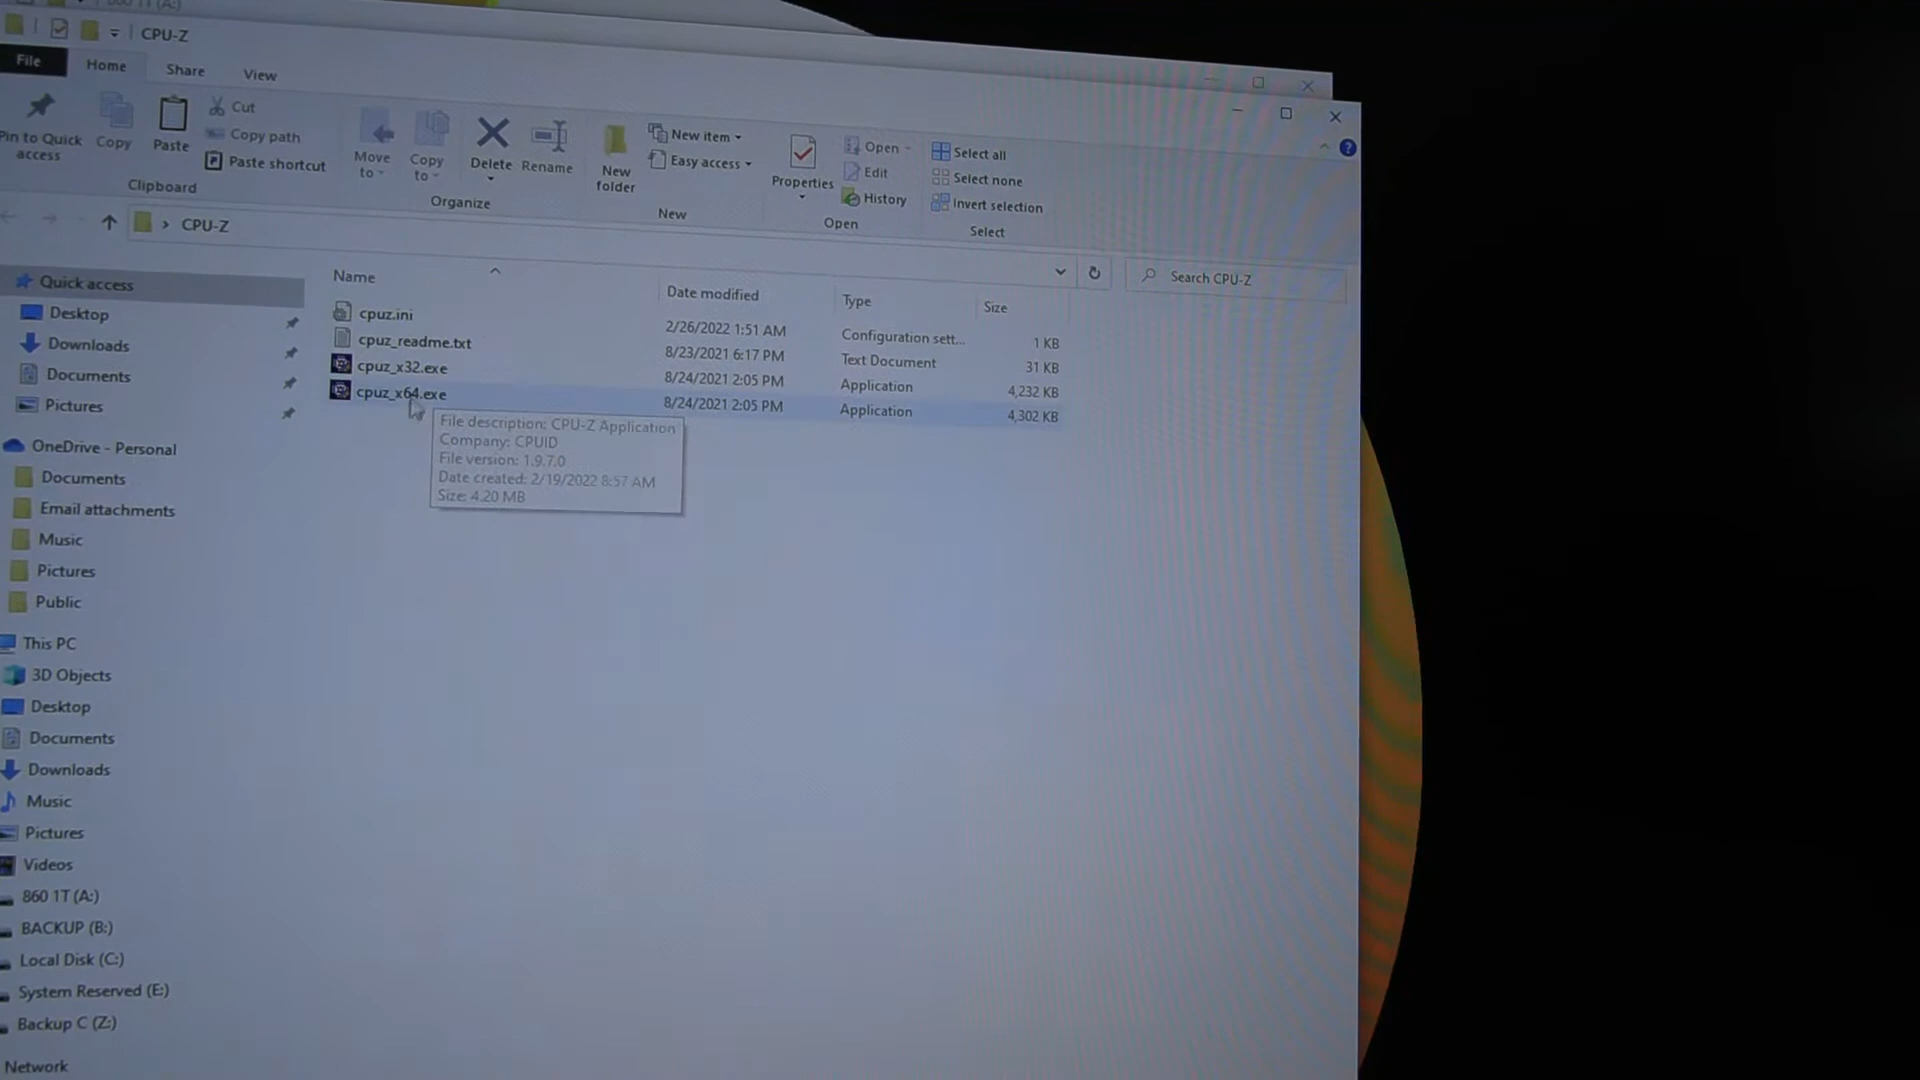 860 1T (A:)
CPU-Z
File
Home
Share
View
Pin to Quick
access
Copy
Paste
Cut
Copy path
Paste shortcut
Clipboard
Move
to
Copy
to
Delete
Rename
Organize
New
folder
New item
Easy access
New
Properties
Open
Edit
History
Open
Select all
Select none
Invert selection
Select
CPU-Z
Search CPU-Z
Name
Date modified
Type
Size
cpuz.ini
2/26/2022 1:51 AM
Configuration sett...
1 KB
cpuz_readme.txt
8/23/2021 6:17 PM
Text Document
31 KB
cpuz_x32.exe
8/24/2021 2:05 PM
Application
4,232 KB
cpuz_x64.exe
8/24/2021 2:05 PM
Application
4,302 KB
File description: CPU-Z Application
Company: CPUID
File version: 1.9.7.0
Date created: 2/19/2022 8:57 AM
Size: 4.20 MB
Quick access
Desktop
Downloads
Documents
Pictures
OneDrive - Personal
Documents
Email attachments
Music
Pictures
Public
This PC
3D Objects
Desktop
Documents
Downloads
Music
Pictures
Videos
860 1T (A:)
BACKUP (B:)
Local Disk (C:)
System Reserved (E:)
Backup C (Z:)
Network